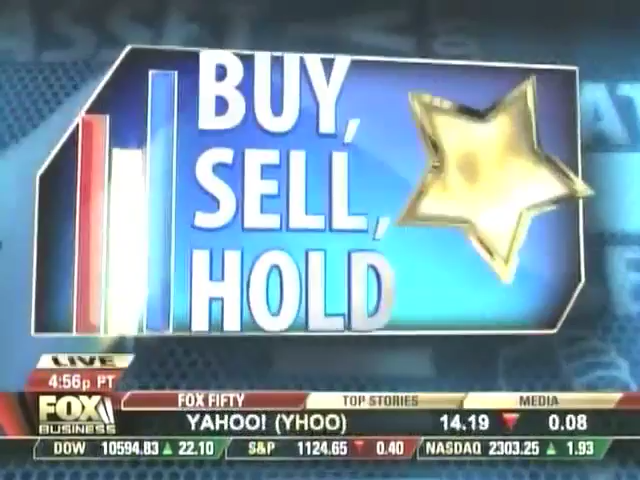 ASSET
BUY,
SELL,
HOLD
LIVE
4:56p PT
FOX FIFTY TOP STORIES MEDIA
FOX
BUSINESS
YAHOO! (YHOO) 14.19 ▼ 0.08
DOW 10594.83 ▲ 22.10 S&P 1124.65 ▼ 0.40 NASDAQ 2303.25 ▲ 1.93